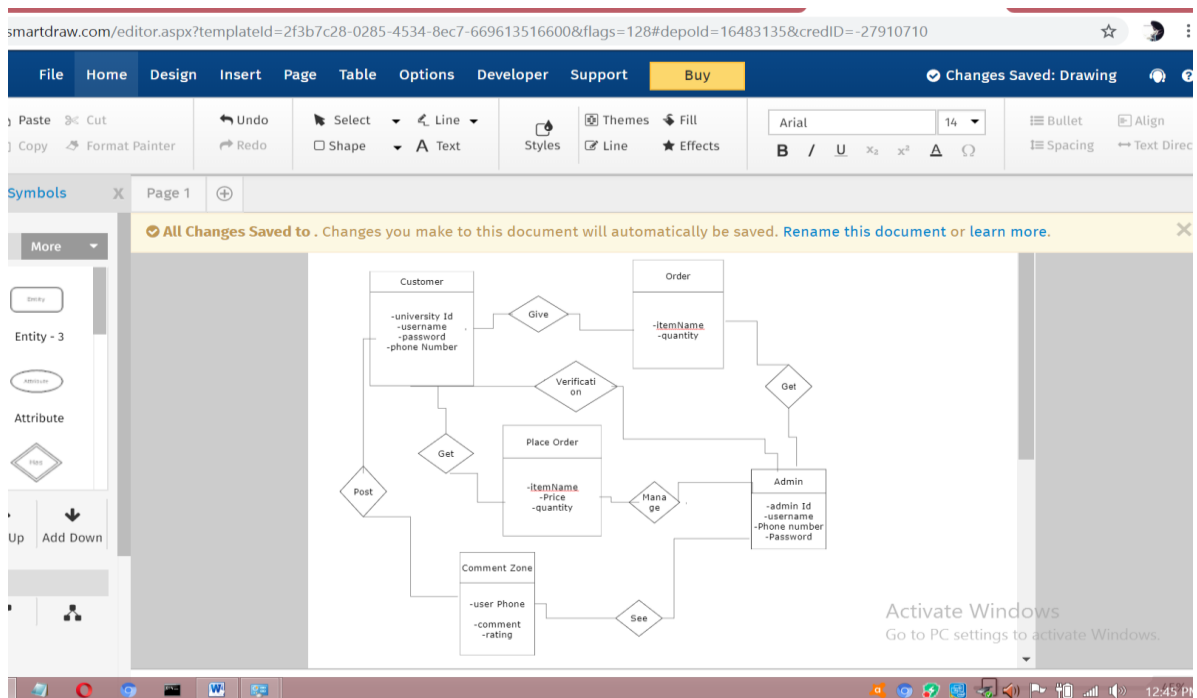 smartdraw.com/editor.aspx?templateId=2f3b7c28-0285-4534-8ec7-669613516600&flags=128#depoId=16483135&credID=-27910710
File Home Design Insert Page Table Options Developer Support Buy Changes Saved: Drawing
Paste Cut Undo Select Line Themes Fill Arial 14 Bullet Align
Copy Format Painter Redo Shape A Text Styles Line Effects B I U X₂ X² A Ω Spacing Text Direc
Symbols X Page 1
All Changes Saved to . Changes you make to this document will automatically be saved. Rename this document or learn more.
More
Entity
Entity - 3
Attribute
Attribute
Up Add Down
Customer
-university Id
-username
-password
-phone Number
Give
Order
-itemName
-quantity
Verificati
on
Get
Get
Place Order
-itemName
-Price
-quantity
Mana
ge
Admin
-admin Id
-username
-Phone number
-Password
Post
Comment Zone
-user Phone
-comment
-rating
See
Activate Windows
Go to PC settings to activate Windows.
12:45 PM